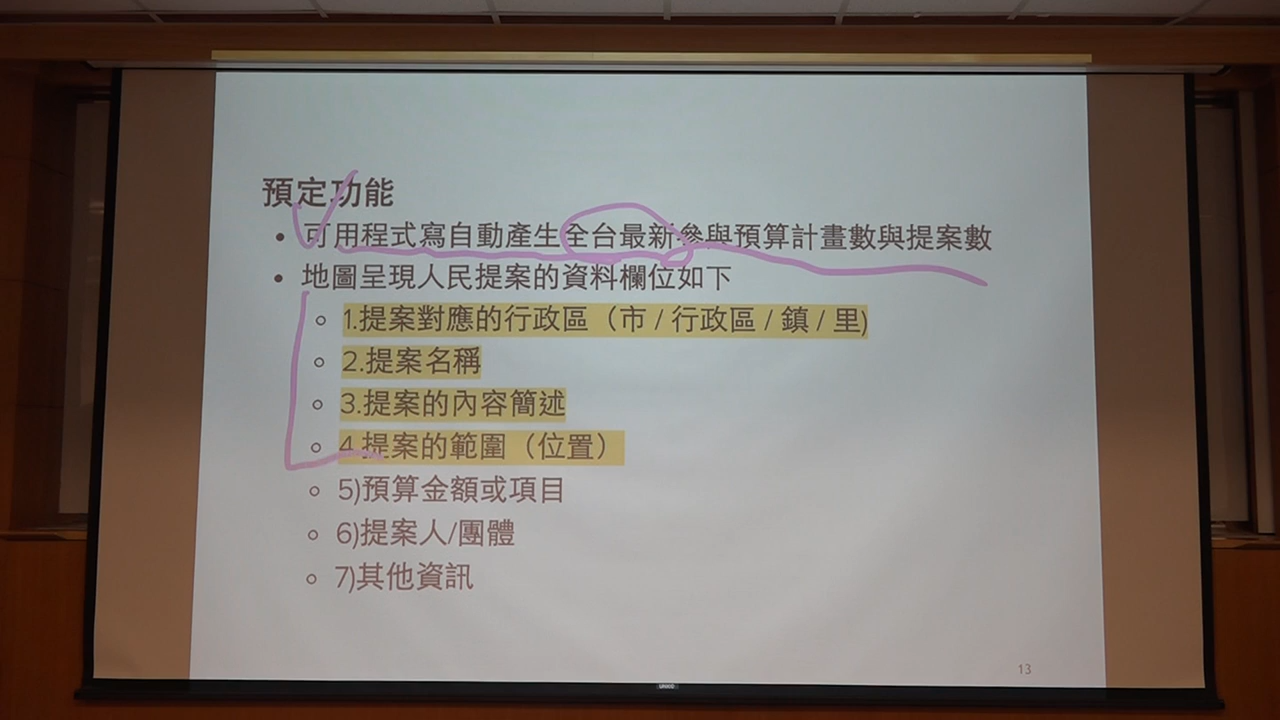 預定功能
• 可用程式寫自動產生全台最新參與預算計畫數與提案數
• 地圖呈現人民提案的資料欄位如下
○ 1.提案對應的行政區（市 / 行政區 / 鎮 / 里)
○ 2.提案名稱
○ 3.提案的內容簡述
○ 4.提案的範圍（位置）
○ 5)預算金額或項目
○ 6)提案人/團體
○ 7)其他資訊
13